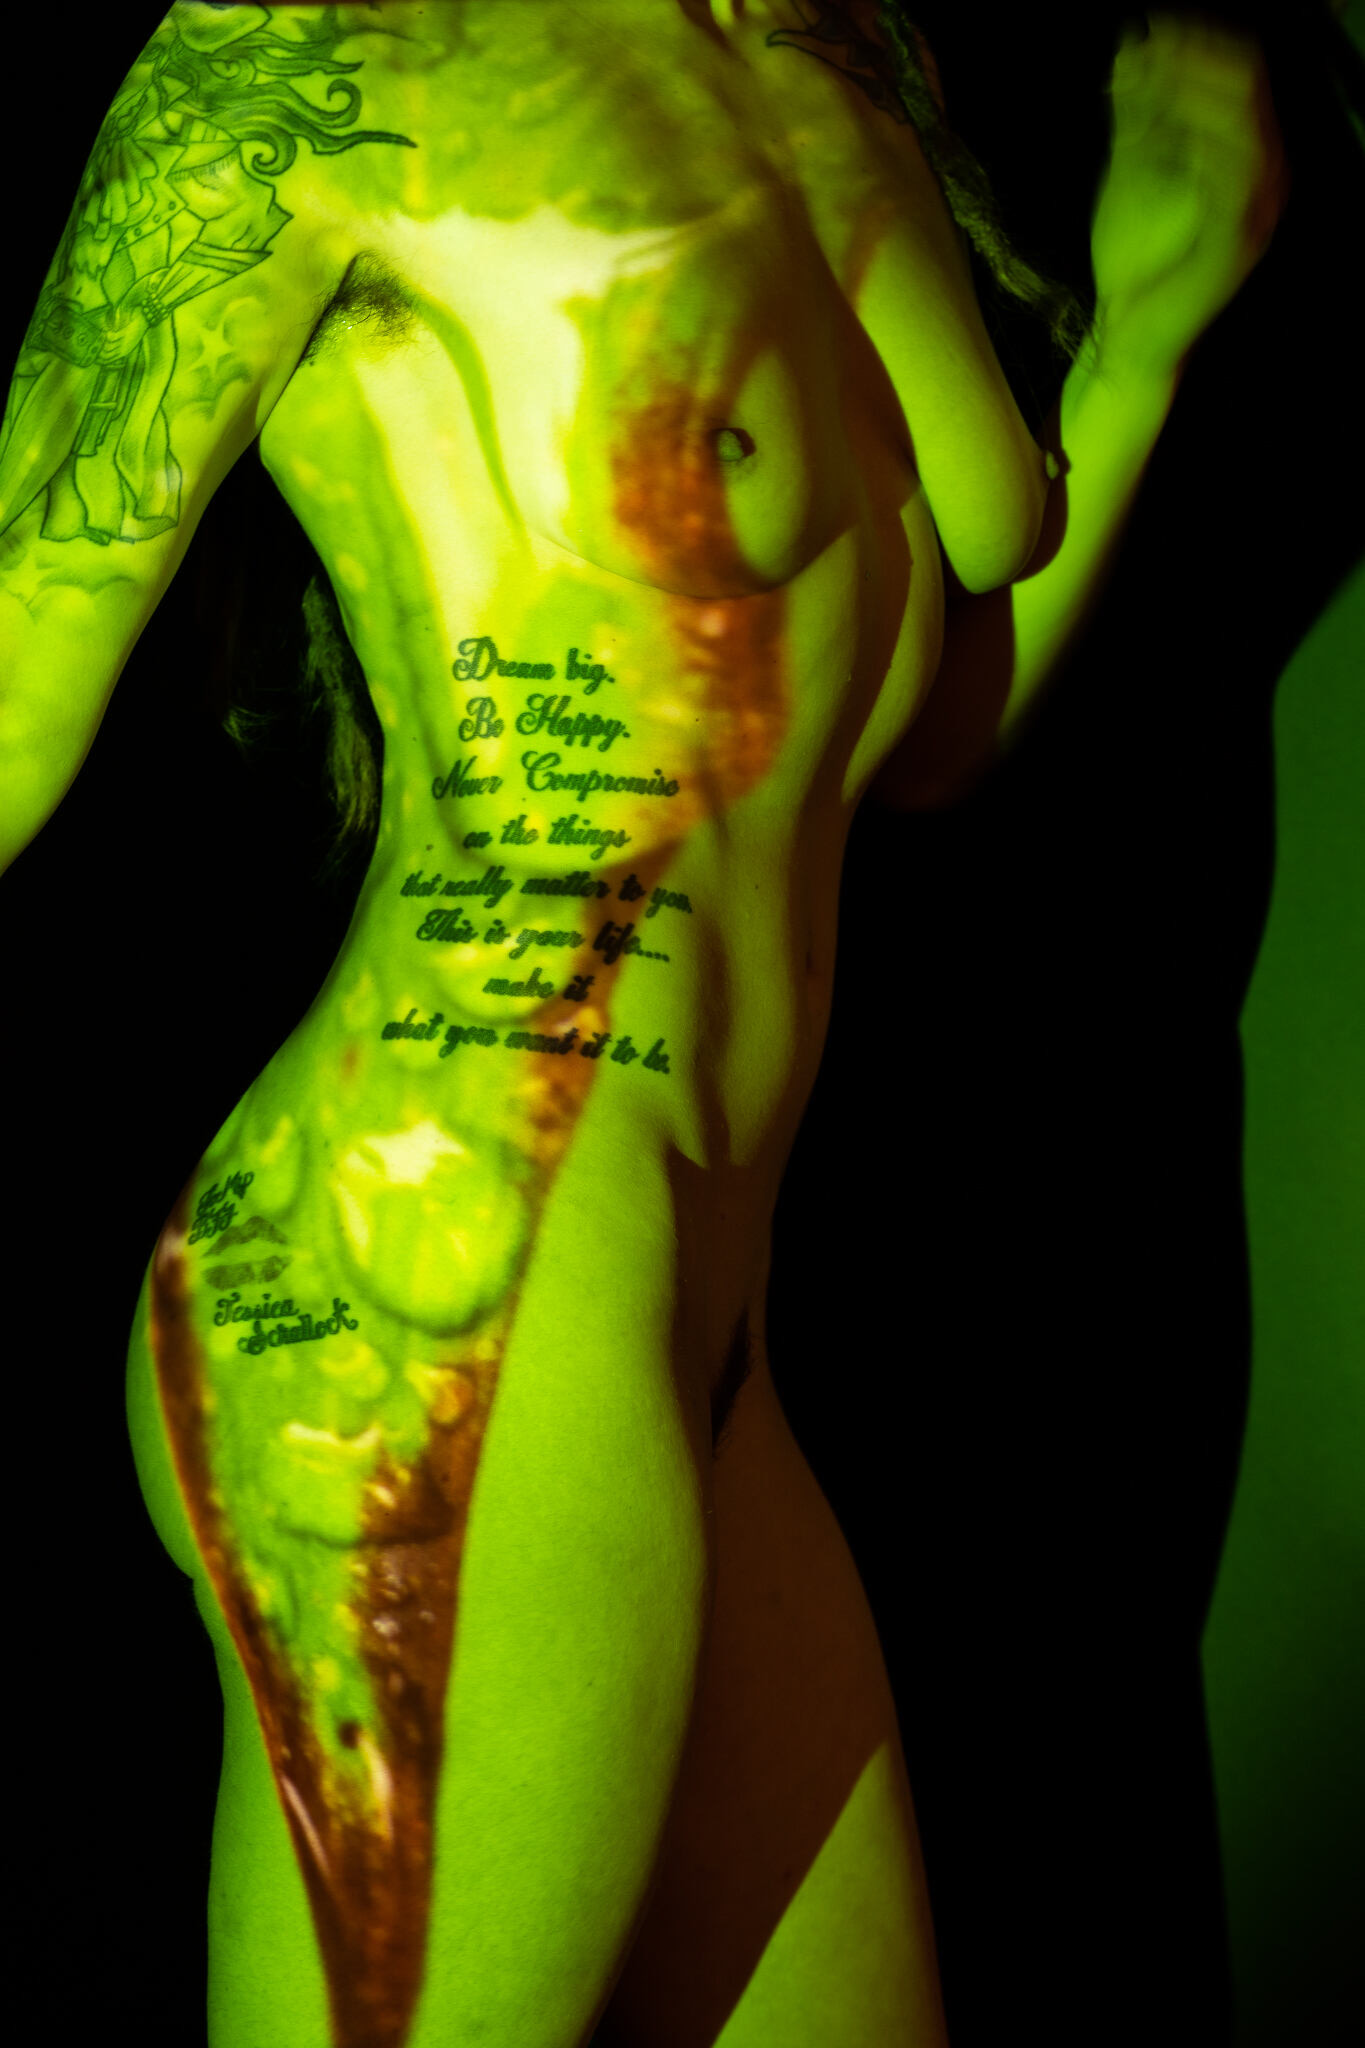 Dream big.
Be Happy.
Never Compromise
on the things
that really matter to you.
This is your life....
make it
what you want it to be.
Jessica